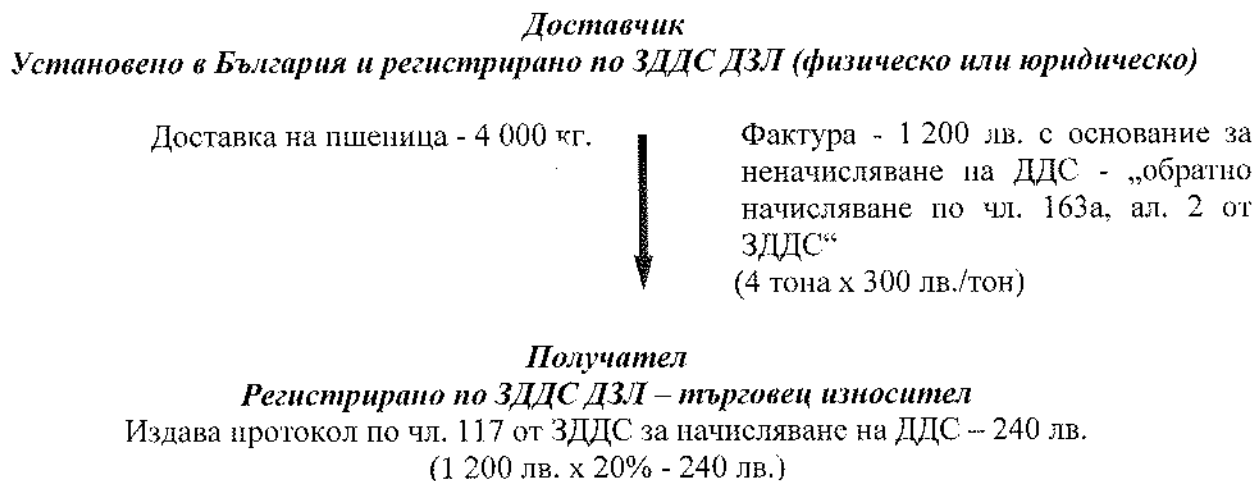 Доставчик
Установено в България и регистрирано по ЗДДС ДЗЛ (физическо или юридическо)
Доставка на пшеница - 4 000 кг.
Фактура - 1 200 лв. с основание за
неначисляване на ДДС - „обратно
начисляване по чл. 163а, ал. 2 от
ЗДДС“
(4 тона х 300 лв./тон)
Получател
Регистрирано по ЗДДС ДЗЛ – търговец износител
Издава протокол по чл. 117 от ЗДДС за начисляване на ДДС – 240 лв.
(1 200 лв. х 20% - 240 лв.)